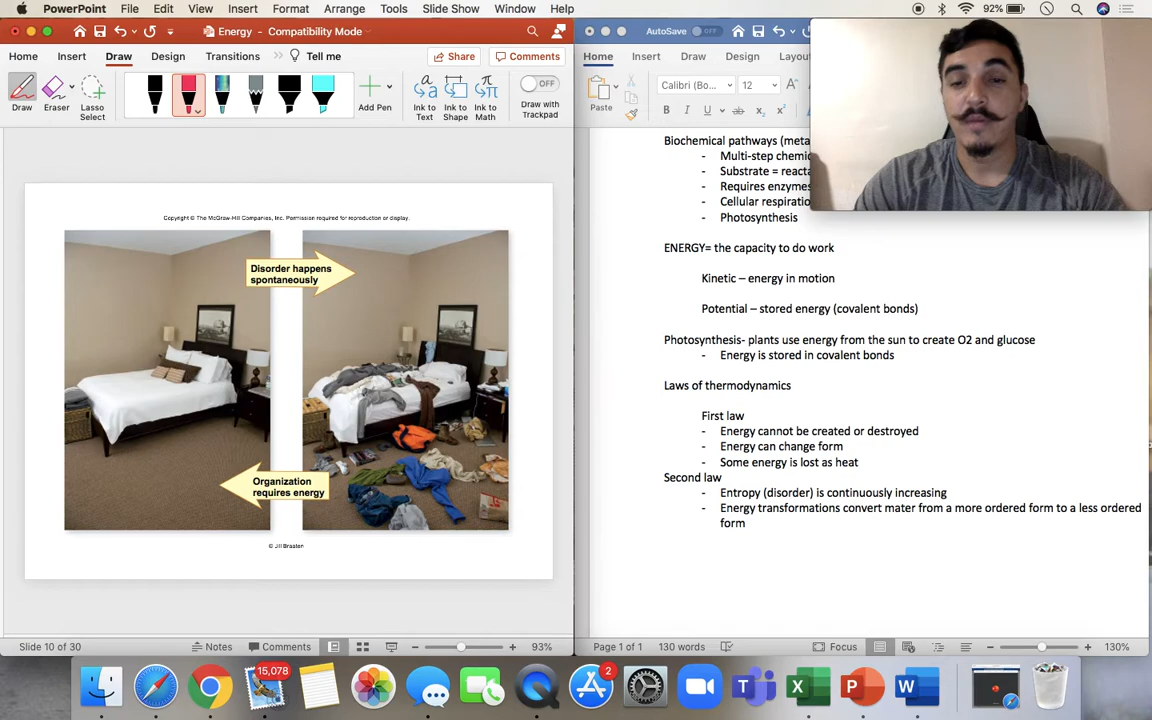 PowerPoint File Edit View Insert Format Arrange Tools Slide Show Window Help 92%
Energy - Compatibility Mode
AutoSave OFF
Home Insert Draw Design Transitions Tell me Share Comments
Home Insert Draw Design
Draw Eraser Lasso Select Add Pen Ink to Text Ink to Shape Ink to Math OFF Draw with Trackpad
Paste Calibri (Bo... 12
Copyright © The McGraw-Hill Companies, Inc. Permission required for reproduction or display.
Disorder happens
spontaneously
Organization
requires energy
© Jill Braaten
Biochemical pathways
- Multi-step
- Substrate =
- Requires enzymes
- Cellular
- Photosynthesis
ENERGY= the capacity to do work
Kinetic – energy in motion
Potential – stored energy (covalent bonds)
Photosynthesis- plants use energy from the sun to create O2 and glucose
- Energy is stored in covalent bonds
Laws of thermodynamics
First law
- Energy cannot be created or destroyed
- Energy can change form
- Some energy is lost as heat
Second law
- Entropy (disorder) is continuously increasing
- Energy transformations convert mater from a more ordered form to a less ordered
form
Slide 10 of 30 Notes Comments 93%
Page 1 of 1 130 words Focus 130%
15,078
2